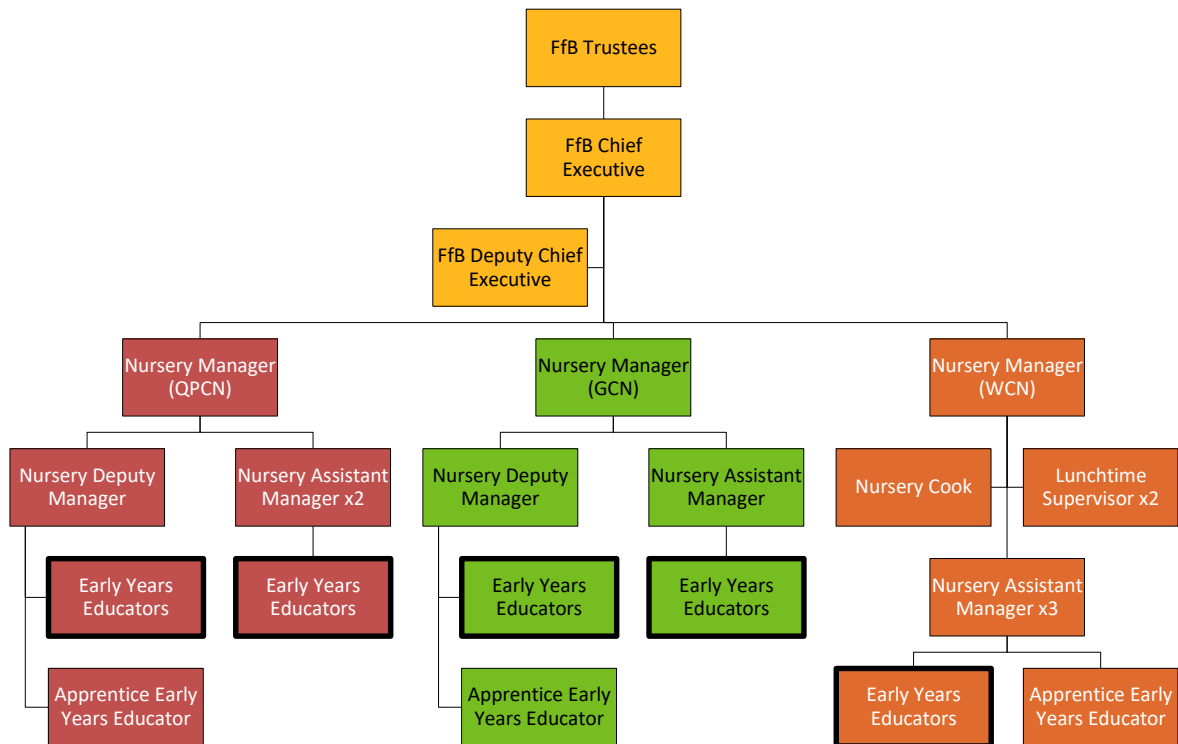 FfB Trustees
FfB Chief
Executive
FfB Deputy Chief
Executive
Nursery Manager
(QPCN)
Nursery Manager
(GCN)
Nursery Manager
(WCN)
Nursery Deputy
Manager
Nursery Assistant
Manager x2
Nursery Deputy
Manager
Nursery Assistant
Manager
Nursery Cook
Lunchtime
Supervisor x2
Early Years
Educators
Early Years
Educators
Early Years
Educators
Early Years
Educators
Nursery Assistant
Manager x3
Apprentice Early
Years Educator
Apprentice Early
Years Educator
Early Years
Educators
Apprentice Early
Years Educator